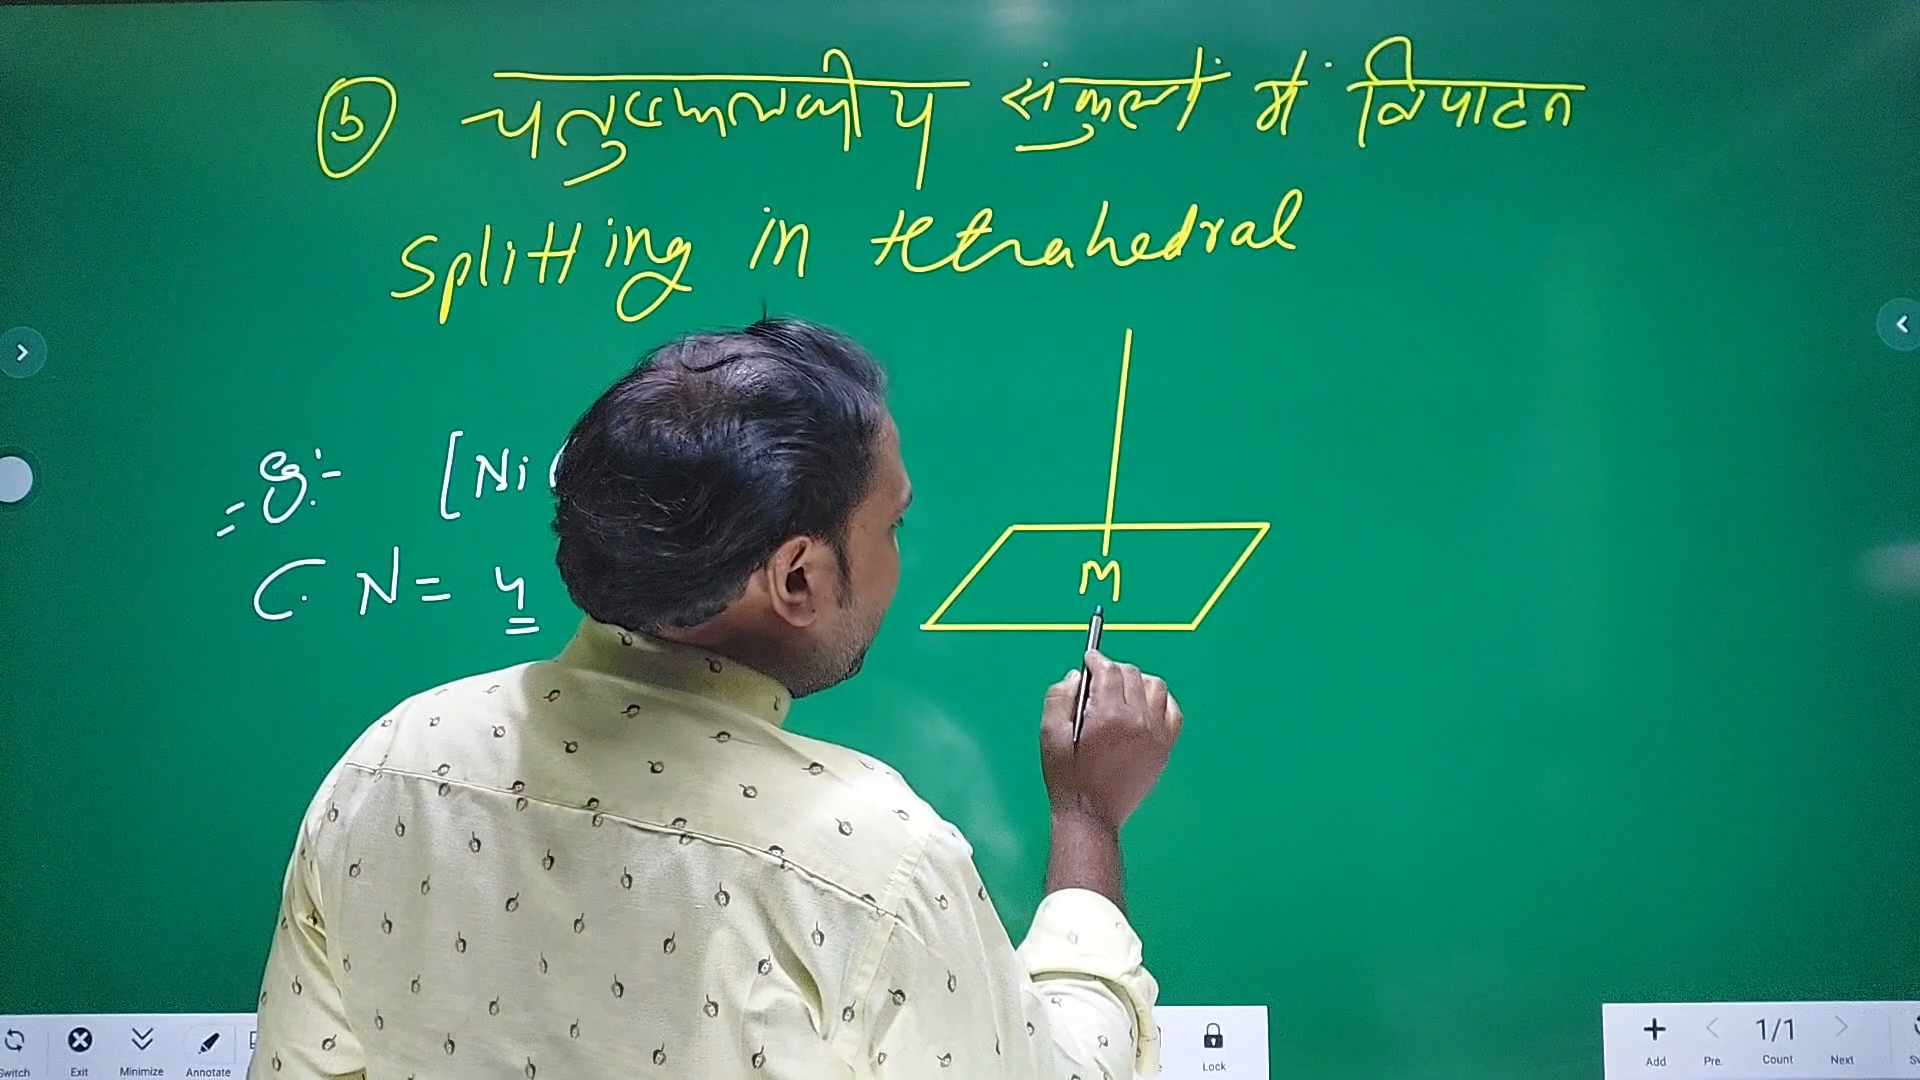 b चतुष्फलकीय संकुलों में विपाटन
Splitting in tetrahedral
eg:- [Ni
C. N = 4
M
Switch Exit Minimize Annotate Lock Add Pre. 1/1 Count Next